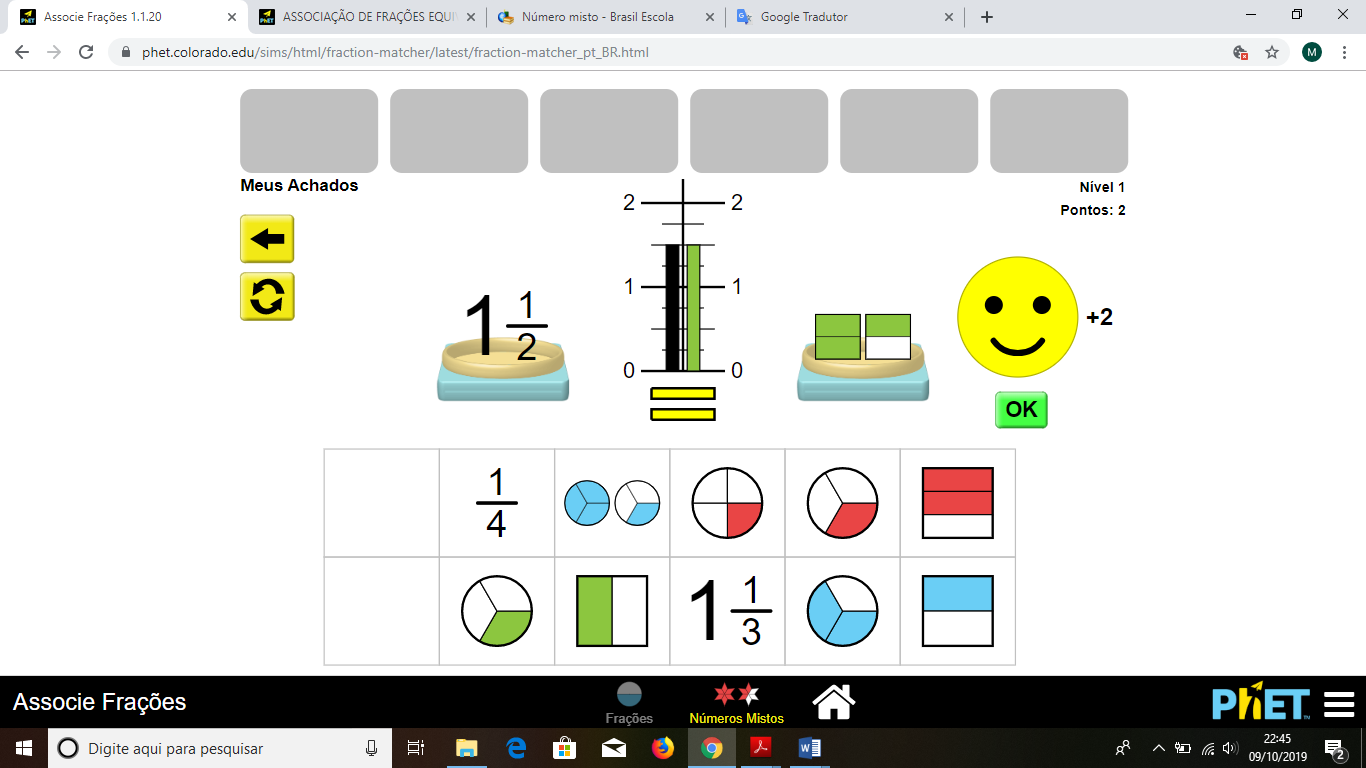 Associe Frações 1.1.20
ASSOCIAÇÃO DE FRAÇÕES EQUI
Número misto - Brasil Escola
Google Tradutor
phet.colorado.edu/sims/html/fraction-matcher/latest/fraction-matcher_pt_BR.html
M
Meus Achados
Nível 1
Pontos: 2
2 2
1 1
0 0
1 1/2
+2
OK
1/4
1 1/3
Associe Frações
Frações
Números Mistos
PhET
Digite aqui para pesquisar
22:45
09/10/2019
2